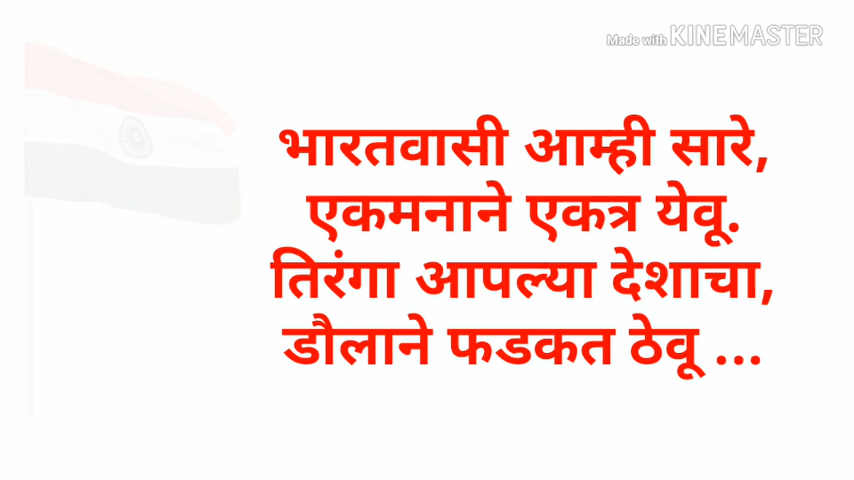 Made with KINEMASTER
भारतवासी आम्ही सारे,
एकमनाने एकत्र येवू.
तिरंगा आपल्या देशाचा,
डौलाने फडकत ठेवू ...